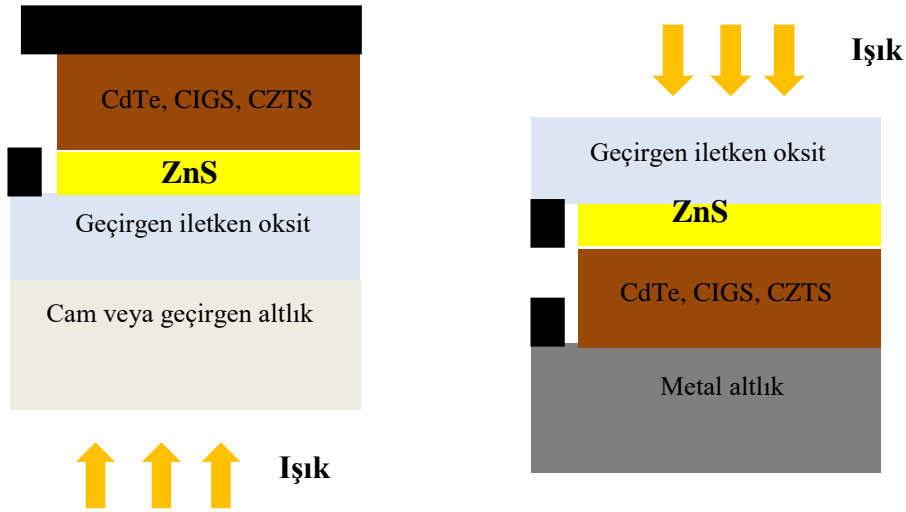 CdTe, CIGS, CZTS
ZnS
Geçirgen iletken oksit
Cam veya geçirgen altlık
Işık
Işık
Geçirgen iletken oksit
ZnS
CdTe, CIGS, CZTS
Metal altlık